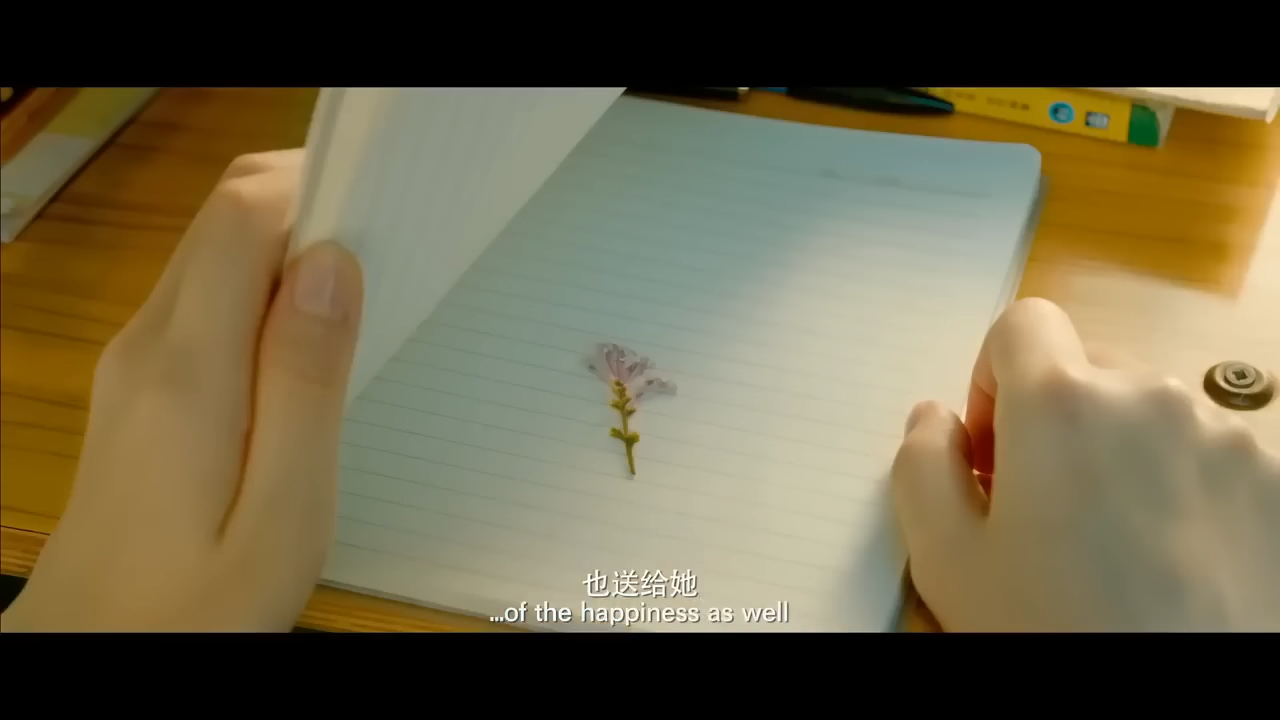 也送给她
...of the happiness as well